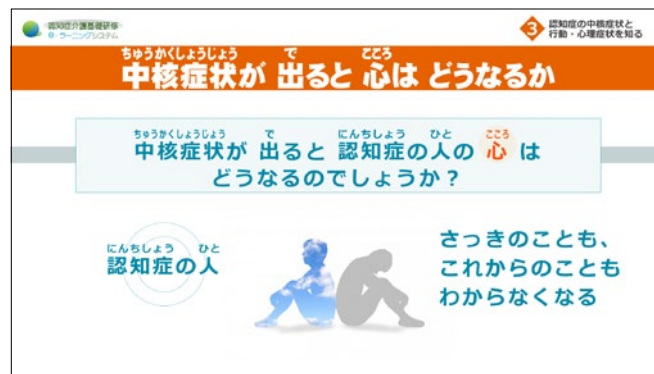 認知症介護基礎研修
eラーニングシステム
3 認知症の中核症状と
行動・心理症状を知る
ちゅうかくしょうじょう で こころ
中核症状が 出ると 心は どうなるか
ちゅうかくしょうじょう で にんちしょう ひと こころ
中核症状が 出ると 認知症の人の 心 は
どうなるのでしょうか？
にんちしょう ひと
認知症の人
さっきのことも、
これからのことも
わからなくなる